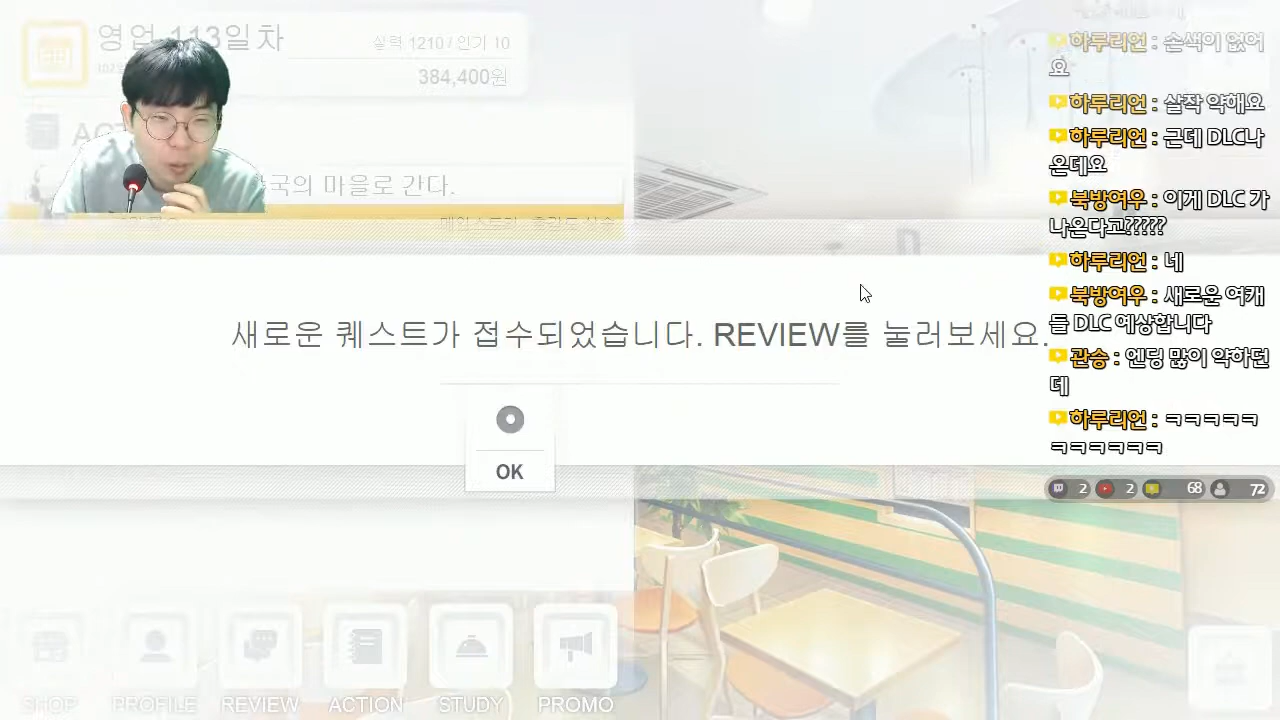 영업 113일차
실력 1210 / 인기 10
384,400원
국의 마을로 간다.
새로운 퀘스트가 접수되었습니다. REVIEW를 눌러보세요.
OK
SHOP
PROFILE
REVIEW
ACTION
STUDY
PROMO
하루리언 : 손색이 없어
요
하루리언 : 살작 약해요
하루리언 : 근데 DLC나
온데요
북방여우 : 이게 DLC 가
나온다고?????
하루리언 : 네
북방여우 : 새로운 여캐
들 DLC 예상합니다
관승 : 엔딩 많이 약하던
데
하루리언 : ㅋㅋㅋㅋㅋ
ㅋㅋㅋㅋㅋㅋ
2 2 68 72